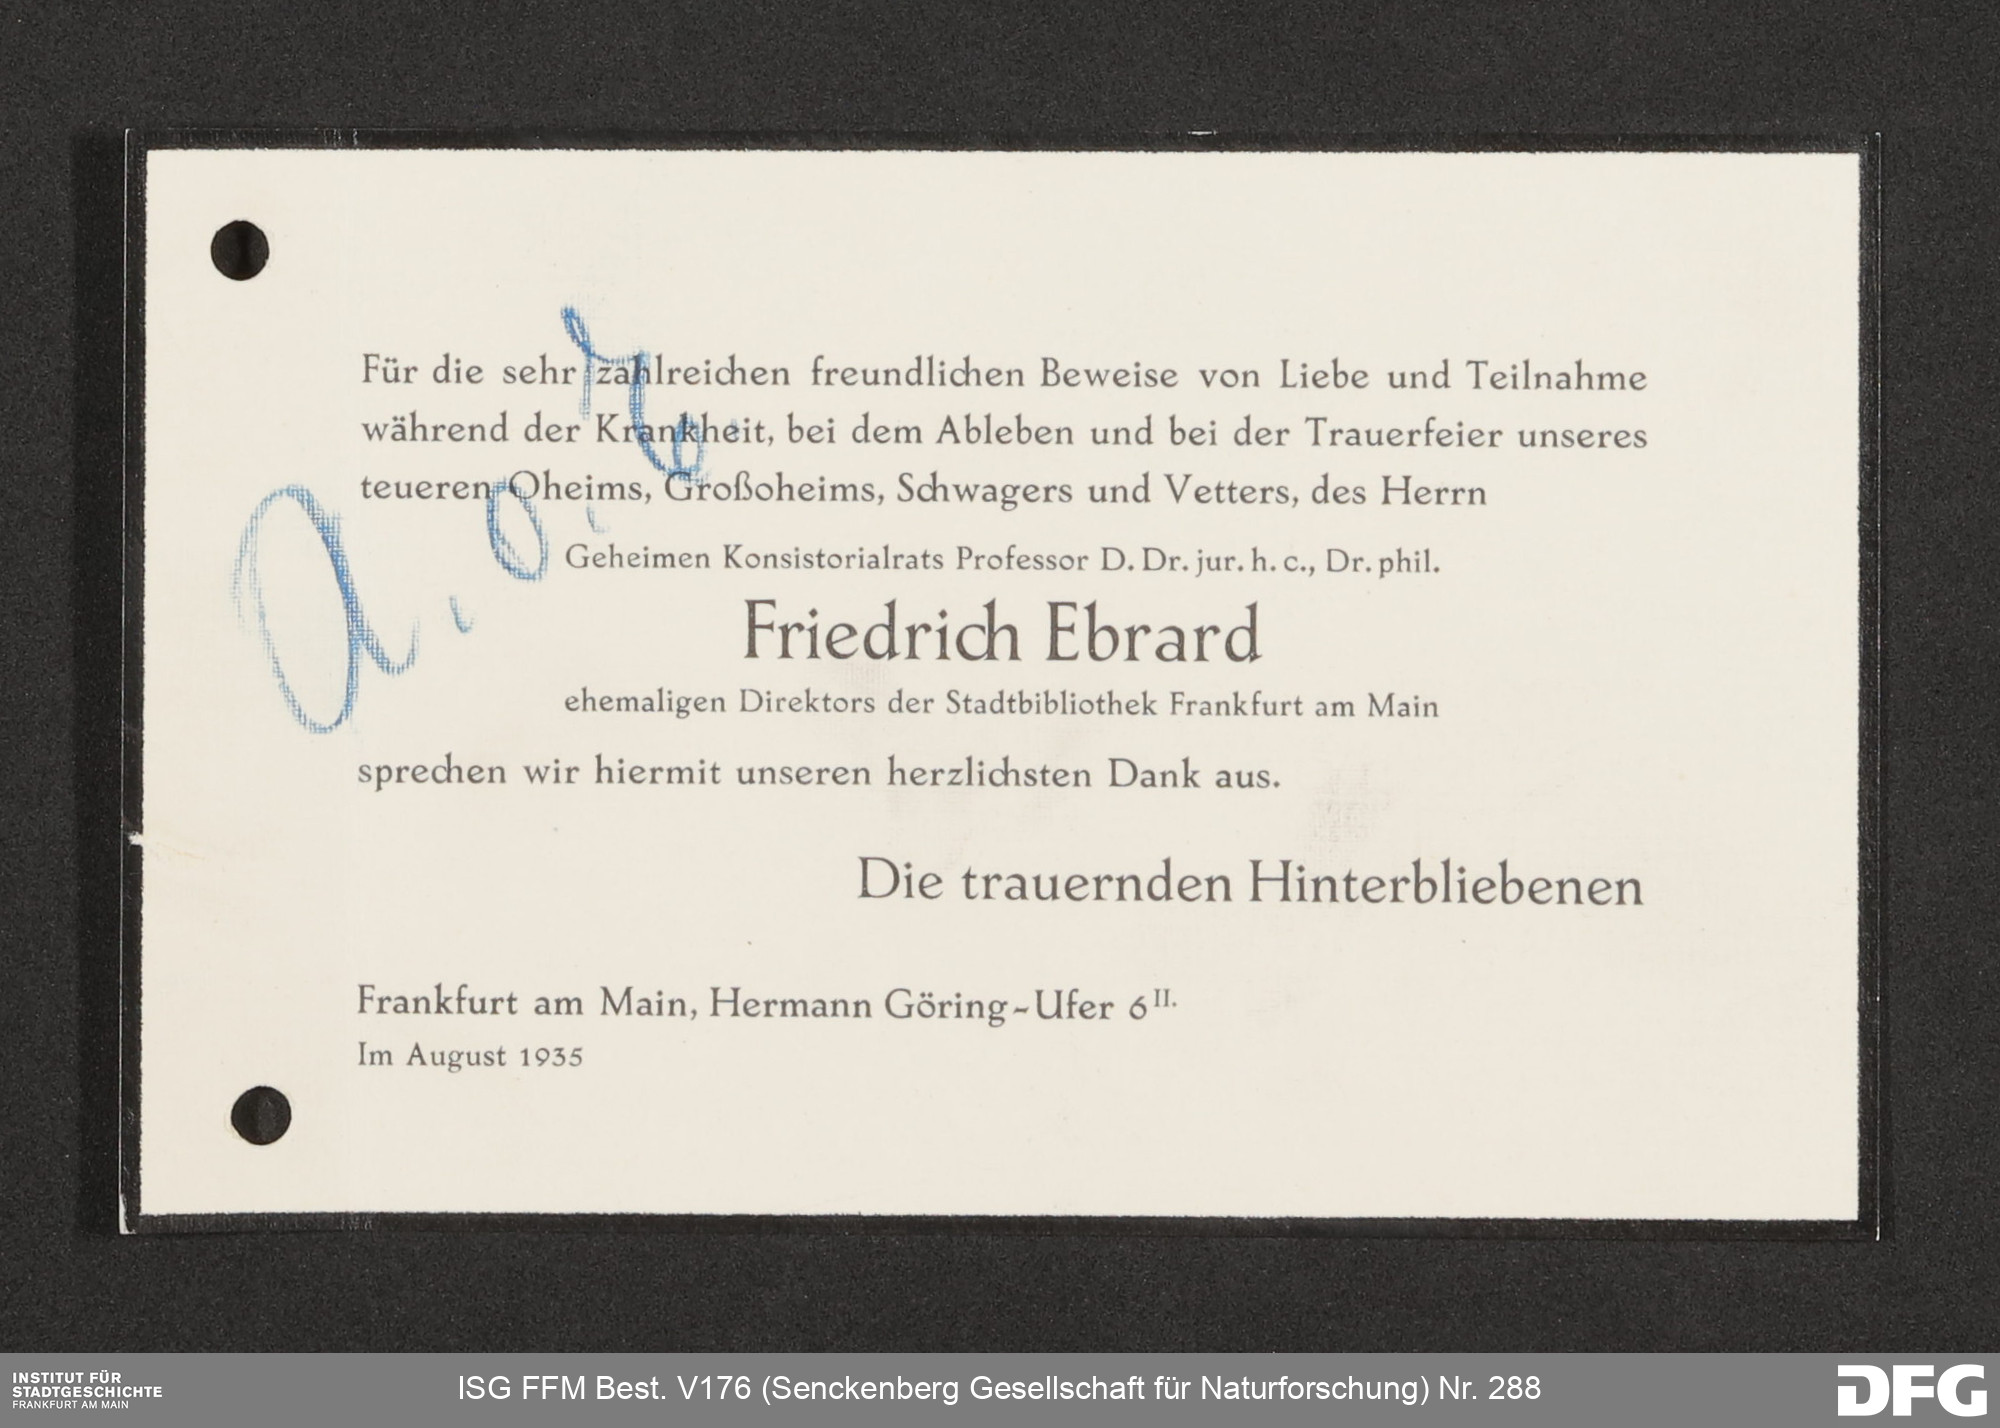 Für die sehr zahlreichen freundlichen Beweise von Liebe und Teilnahme
während der Krankheit, bei dem Ableben und bei der Trauerfeier unseres
teueren Oheims, Großoheims, Schwagers und Vetters, des Herrn
Geheimen Konsistorialrats Professor D. Dr. jur. h. c., Dr. phil.
Friedrich Ebrard
ehemaligen Direktors der Stadtbibliothek Frankfurt am Main
sprechen wir hiermit unseren herzlichsten Dank aus.
Die trauernden Hinterbliebenen
Frankfurt am Main, Hermann Göring-Ufer 6 II.
Im August 1935
INSTITUT FÜR
STADTGESCHICHTE
FRANKFURT AM MAIN
ISG FFM Best. V176 (Senckenberg Gesellschaft für Naturforschung) Nr. 288
DFG